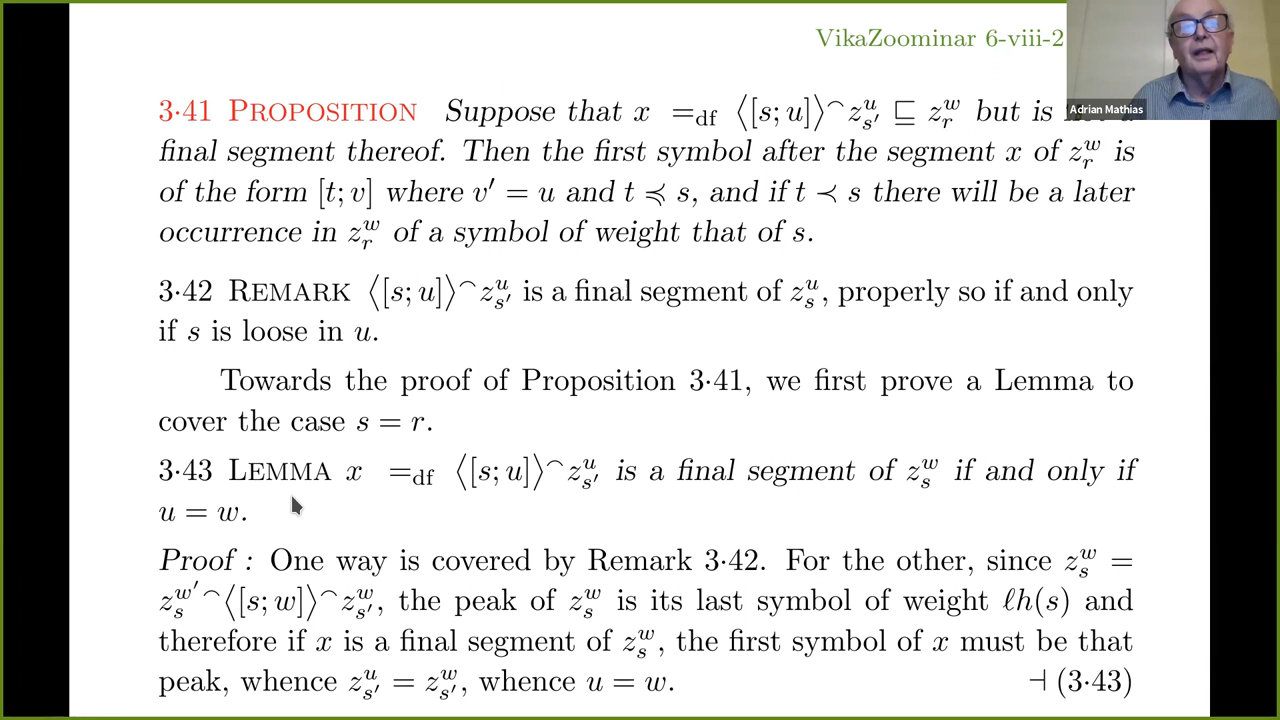 VikaZoominar 6-viii-2
Adrian Mathias
3·41 PROPOSITION Suppose that x =df ⟨[s; u]⟩⌢z^u_{s′} ⊑ z^w_r but is
final segment thereof. Then the first symbol after the segment x of z^w_r is
of the form [t; v] where v′ = u and t ≼ s, and if t ≺ s there will be a later
occurrence in z^w_r of a symbol of weight that of s.
3·42 REMARK ⟨[s; u]⟩⌢z^u_{s′} is a final segment of z^u_s, properly so if and only
if s is loose in u.
Towards the proof of Proposition 3·41, we first prove a Lemma to
cover the case s = r.
3·43 LEMMA x =df ⟨[s; u]⟩⌢z^u_{s′} is a final segment of z^w_s if and only if
u = w.
Proof : One way is covered by Remark 3·42. For the other, since z^w_s =
z^{w′}_s⌢⟨[s; w]⟩⌢z^w_{s′}, the peak of z^w_s is its last symbol of weight ℓh(s) and
therefore if x is a final segment of z^w_s, the first symbol of x must be that
peak, whence z^u_{s′} = z^w_{s′}, whence u = w. ⊣ (3·43)